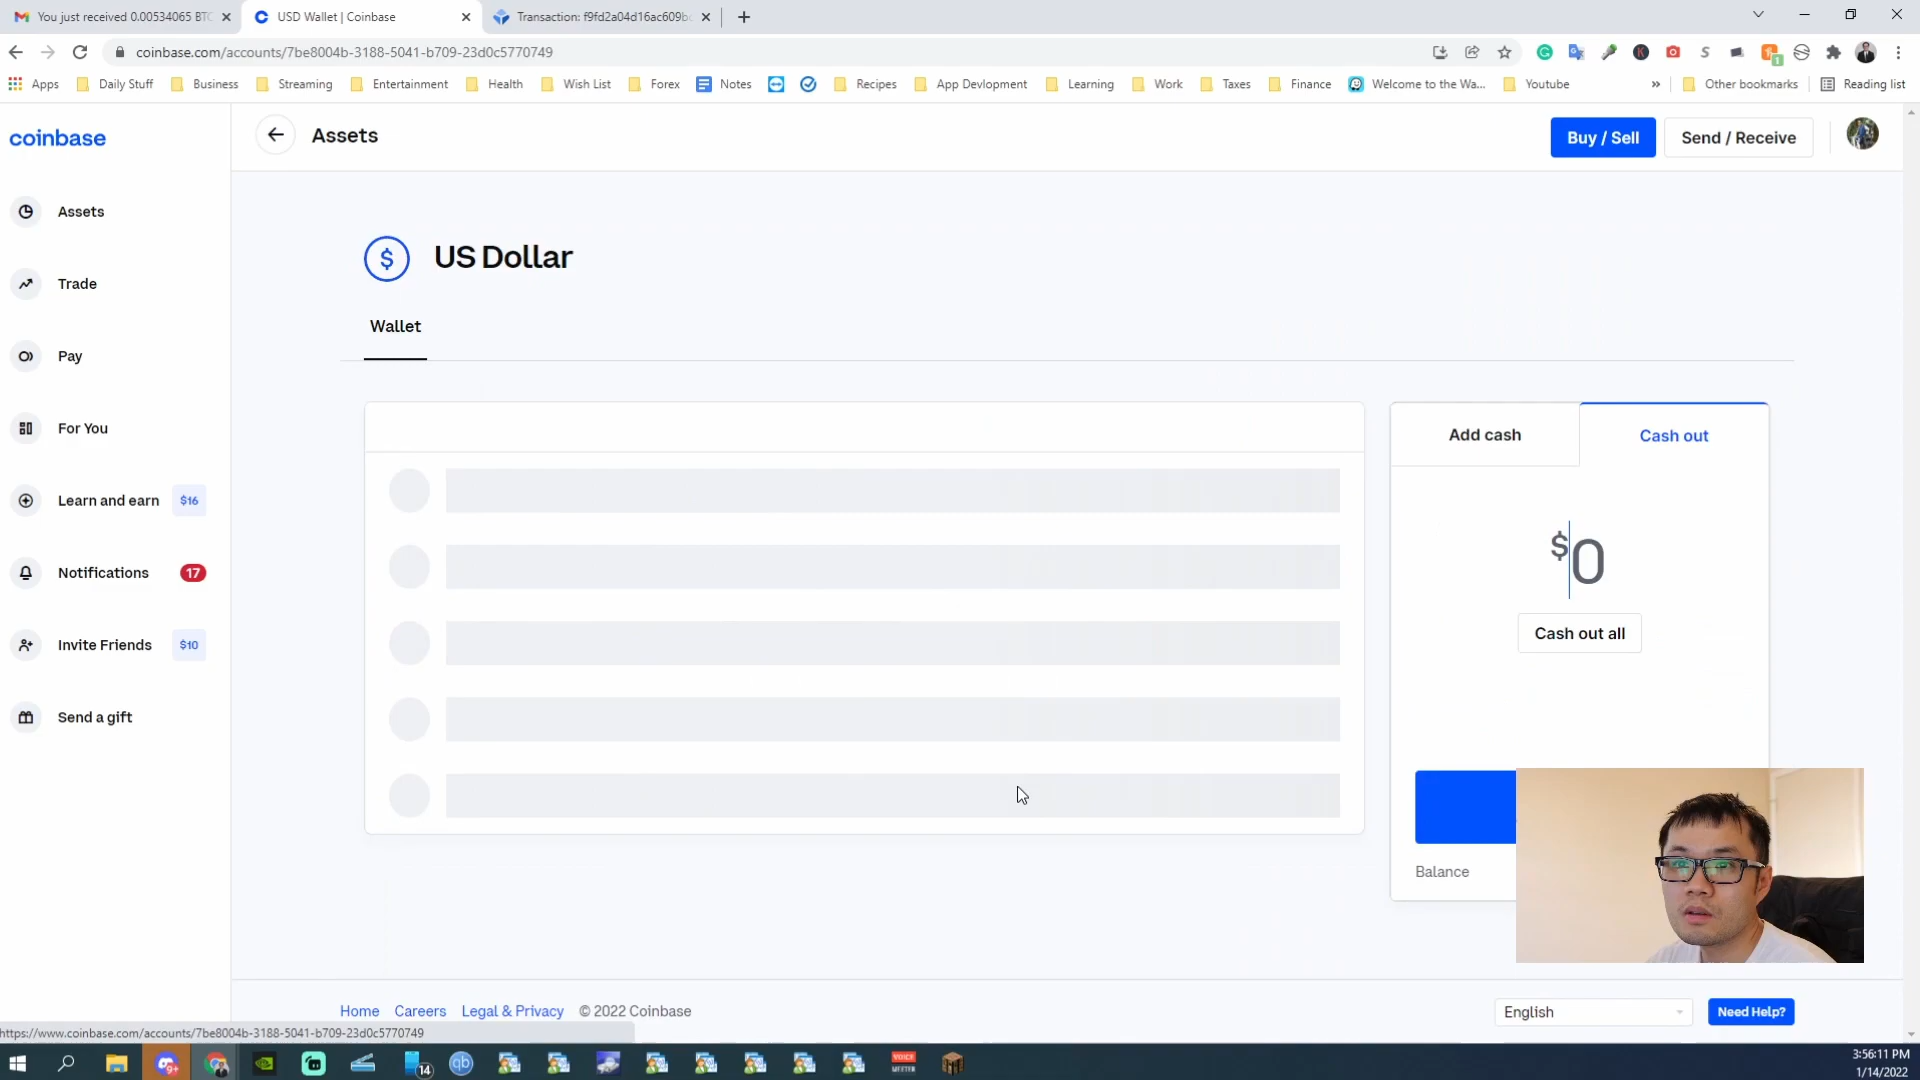 You just received 0.00534065 BTC
USD Wallet | Coinbase
Transaction: f9fd2a04d16ac609b
coinbase.com/accounts/7be8004b-3188-5041-b709-23d0c5770749
Apps
Daily Stuff
Business
Streaming
Entertainment
Health
Wish List
Forex
Notes
Recipes
App Devlopment
Learning
Work
Taxes
Finance
Welcome to the Wa...
Youtube
»
Other bookmarks
Reading list
coinbase
Assets
Buy / Sell
Send / Receive
Assets
Trade
Pay
For You
Learn and earn $16
Notifications 17
Invite Friends $10
Send a gift
$ US Dollar
Wallet
Add cash
Cash out
$0
Cash out all
Balance
Home
Careers
Legal & Privacy
© 2022 Coinbase
English
Need Help?
https://www.coinbase.com/accounts/7be8004b-3188-5041-b709-23d0c5770749
9+
14
qb
3:56:11 PM
1/14/2022